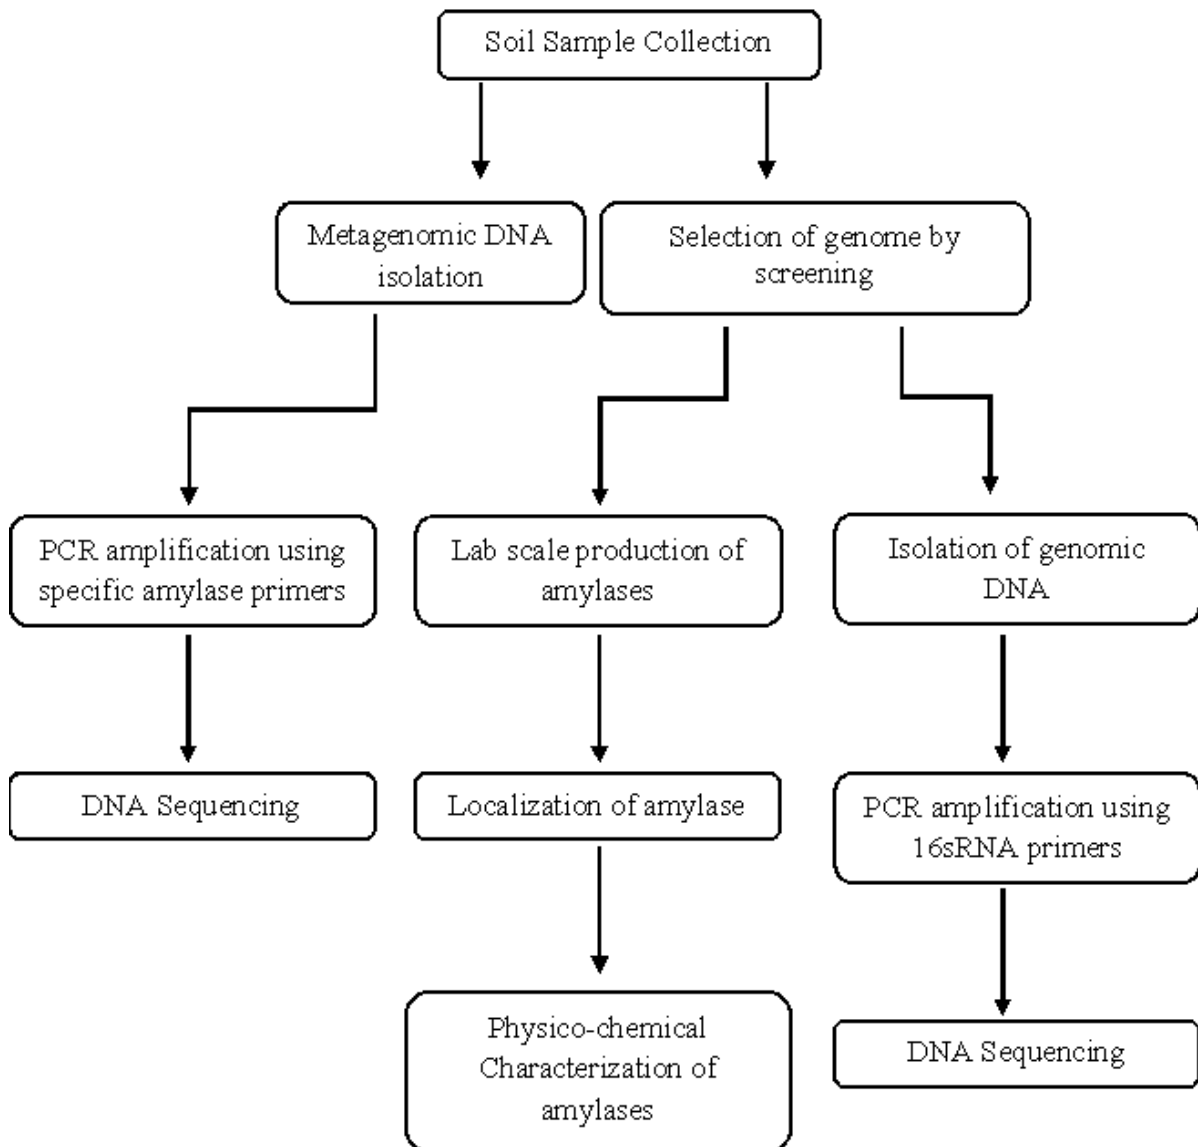 Soil Sample Collection
Metagenomic DNA
isolation
Selection of genome by
screening
PCR amplification using
specific amylase primers
Lab scale production of
amylases
Isolation of genomic
DNA
DNA Sequencing
Localization of amylase
PCR amplification using
16sRNA primers
Physico-chemical
Characterization of
amylases
DNA Sequencing